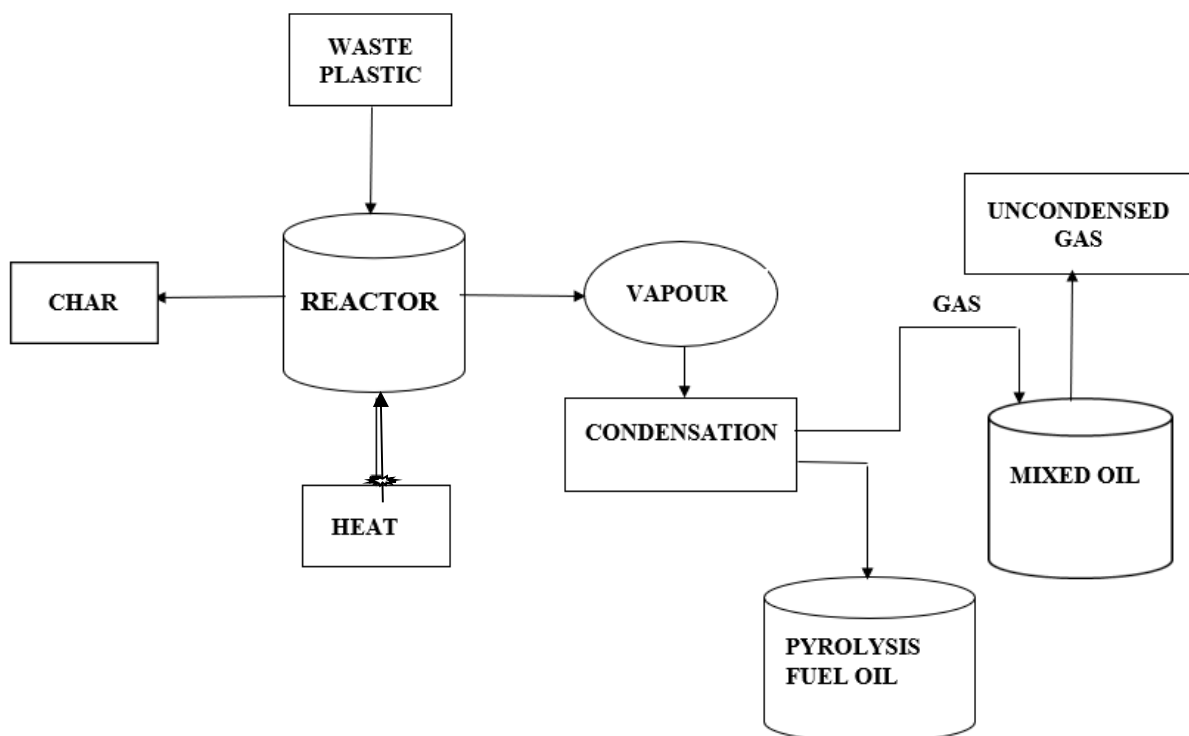 WASTE
PLASTIC
UNCONDENSED
GAS
CHAR
REACTOR
VAPOUR
GAS
CONDENSATION
MIXED OIL
HEAT
PYROLYSIS
FUEL OIL